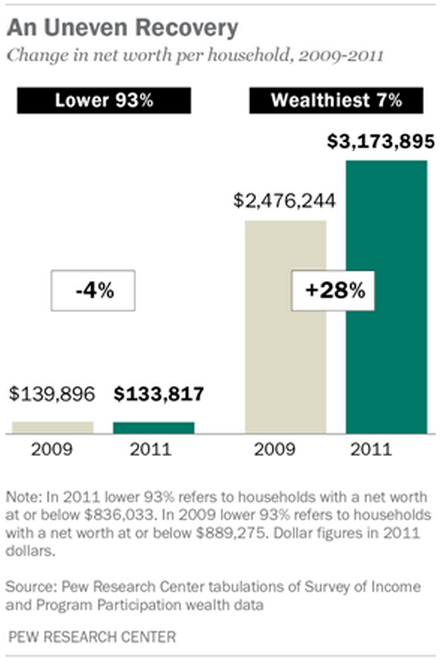 An Uneven Recovery
Change in net worth per household, 2009-2011
Lower 93%
Wealthiest 7%
$3,173,895
$2,476,244
-4%
+28%
$139,896
$133,817
2009
2011
2009
2011
Note: In 2011 lower 93% refers to households with a net worth
at or below $836,033. In 2009 lower 93% refers to households
with a net worth at or below $889,275. Dollar figures in 2011
dollars.
Source: Pew Research Center tabulations of Survey of Income
and Program Participation wealth data
PEW RESEARCH CENTER